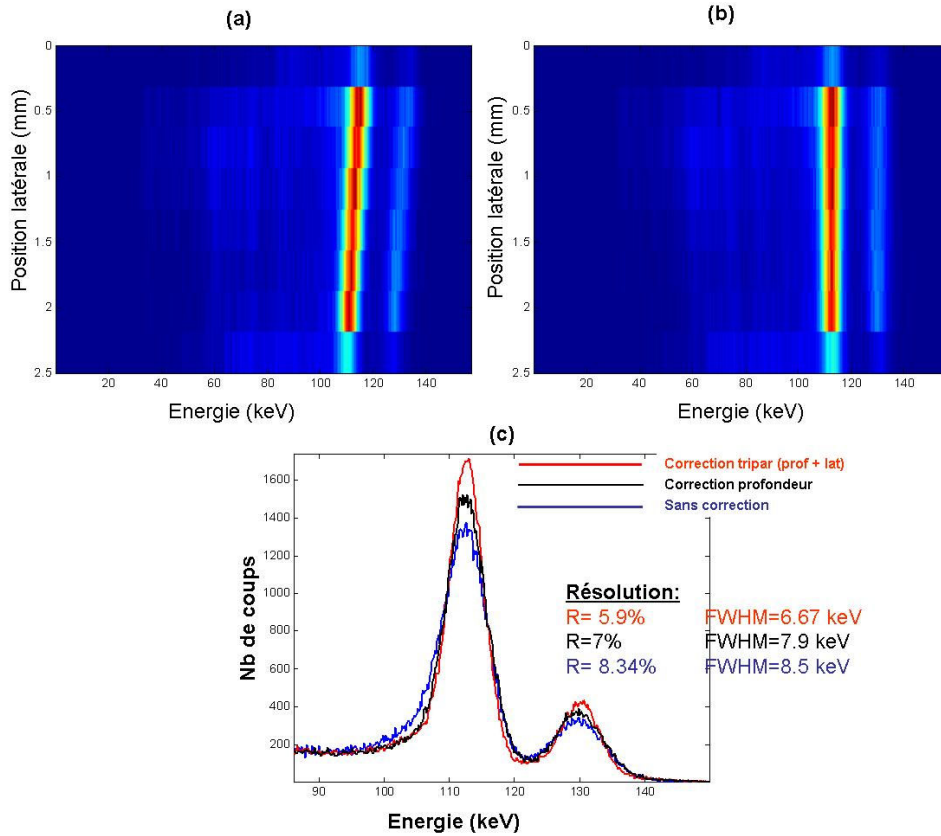 (a)
(b)
Position latérale (mm)
0
0.5
1
1.5
2
2.5
20 40 60 80 100 120 140
Energie (keV)
Position latérale (mm)
0
0.5
1
1.5
2
2.5
20 40 60 80 100 120 140
Energie (keV)
(c)
Correction tripar (prof + lat)
Correction profondeur
Sans correction
Nb de coups
1600
1400
1200
1000
800
600
400
200
Résolution:
R= 5.9% FWHM=6.67 keV
R=7% FWHM=7.9 keV
R= 8.34% FWHM=8.5 keV
90 100 110 120 130 140
Energie (keV)